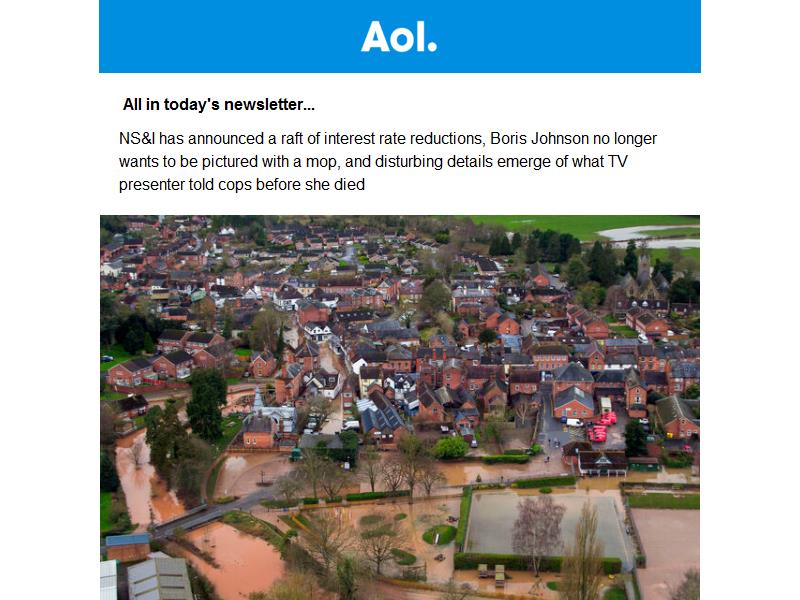 Aol.
All in today's newsletter...
NS&I has announced a raft of interest rate reductions, Boris Johnson no longer
wants to be pictured with a mop, and disturbing details emerge of what TV
presenter told cops before she died